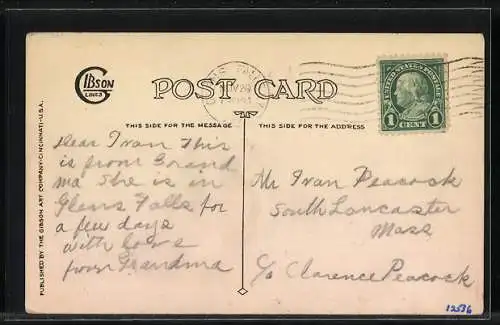 GIBSON
LINES
POST CARD
THIS SIDE FOR THE MESSAGE
THIS SIDE FOR THE ADDRESS
UNITED STATES POSTAGE
1 CENT 1
PUBLISHED BY THE GIBSON ART COMPANY-CINCINNATI-U.S.A.
Dear Ivan This
is from Grand
ma She is in
Glens Falls for
a few days
with love
from Grandma
Mr Ivan Peacock
South Lancaster
Mass
c/o Clarence Peacock
12536